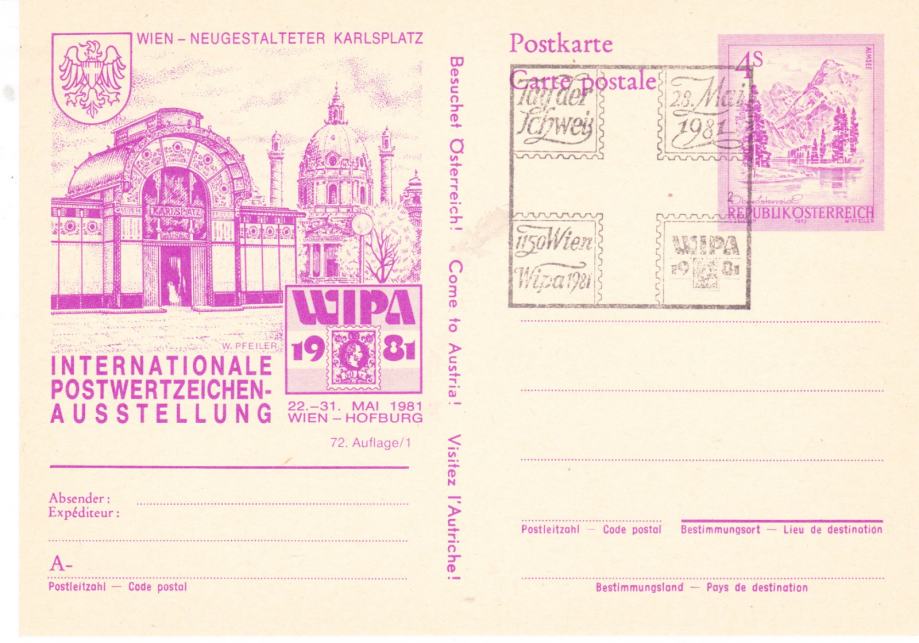 WIEN – NEUGESTALTETER KARLSPLATZ
KARLSPLATZ
W. PFEILER
WIPA
19 81
INTERNATIONALE
POSTWERTZEICHEN-
AUSSTELLUNG
22.–31. MAI 1981
WIEN – HOFBURG
72. Auflage/1
Absender:
Expéditeur:
A-
Postleitzahl — Code postal
Besuchet Österreich! Come to Austria! Visitez l'Autriche!
Postkarte
Carte postale
4S
ALMSEE
REPUBLIK ÖSTERREICH
Tag der
Schweiz
28. Mai
1981
1150 Wien
Wipa 1981
WIPA
19 81
Postleitzahl — Code postal
Bestimmungsort — Lieu de destination
Bestimmungsland — Pays de destination